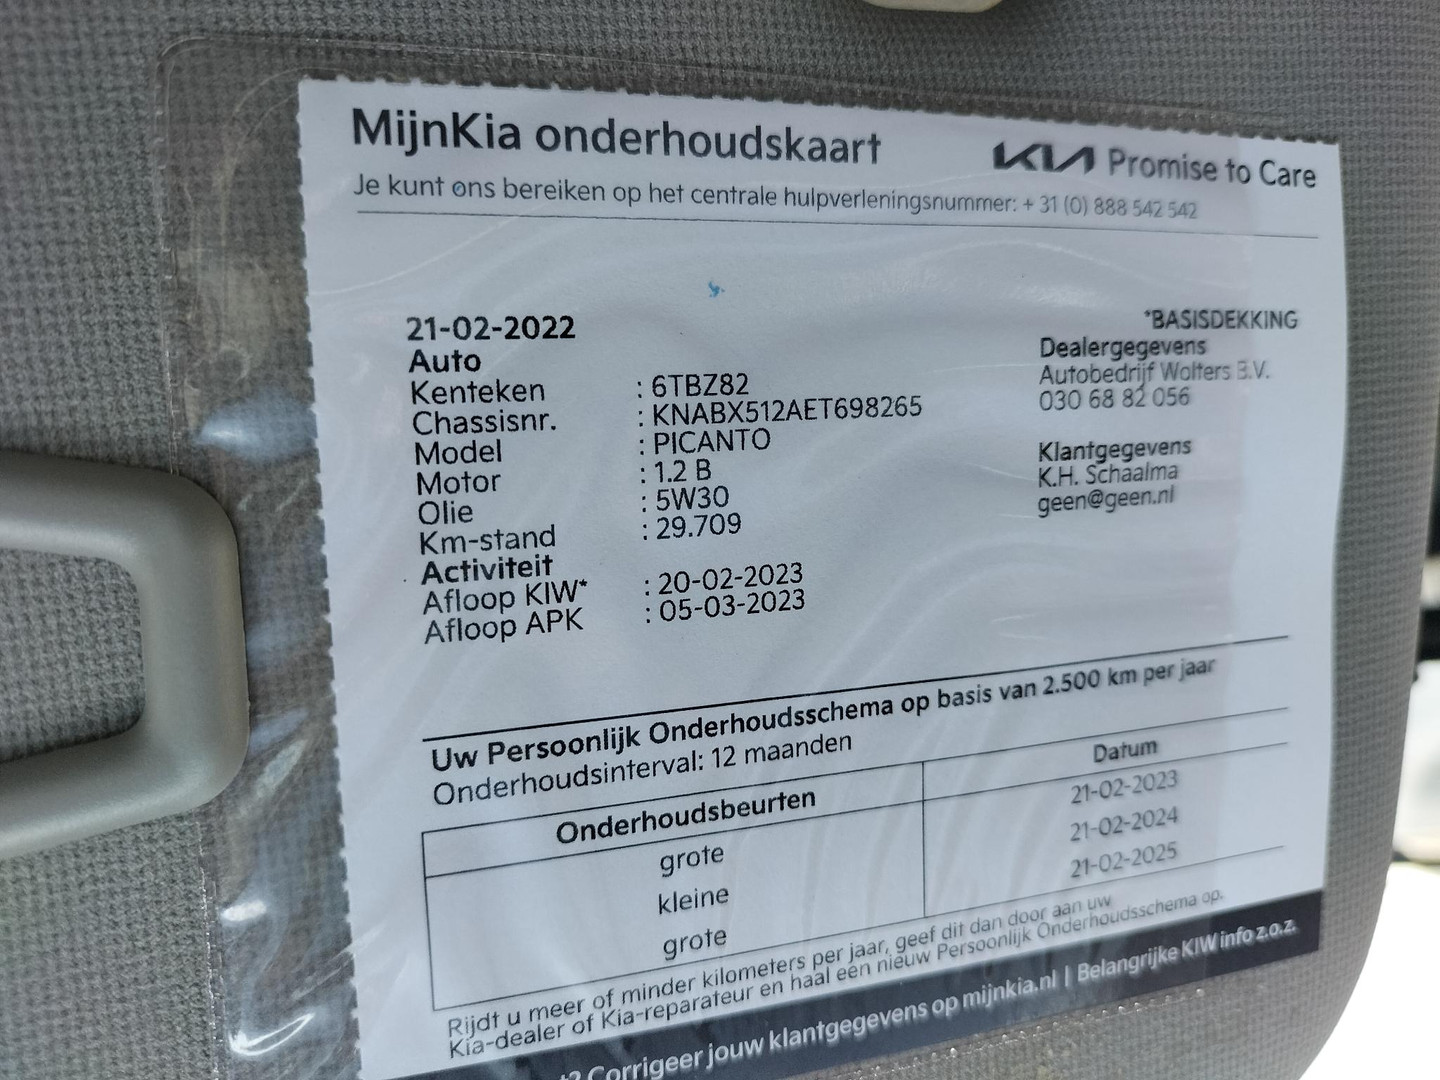 MijnKia onderhoudskaart
KIA Promise to Care
Je kunt ons bereiken op het centrale hulpverleningsnummer: + 31 (0) 888 542 542
21-02-2022
Auto
Kenteken : 6TBZ82
Chassisnr. : KNABX512AET698265
Model : PICANTO
Motor : 1.2 B
Olie : 5W30
Km-stand : 29.709
Activiteit
Afloop KIW* : 20-02-2023
Afloop APK : 05-03-2023
*BASISDEKKING
Dealergegevens
Autobedrijf Wolters B.V.
030 68 82 056
Klantgegevens
K.H. Schaalma
geen@geen.nl
Uw Persoonlijk Onderhoudsschema op basis van 2.500 km per jaar
Onderhoudsinterval: 12 maanden
Onderhoudsbeurten Datum
grote 21-02-2023
kleine 21-02-2024
grote 21-02-2025
Rijdt u meer of minder kilometers per jaar, geef dit dan door aan uw
Kia-dealer of Kia-reparateur en haal een nieuw Persoonlijk Onderhoudsschema op.
Corrigeer jouw klantgegevens op mijnkia.nl | Belangrijke KIW info z.o.z.